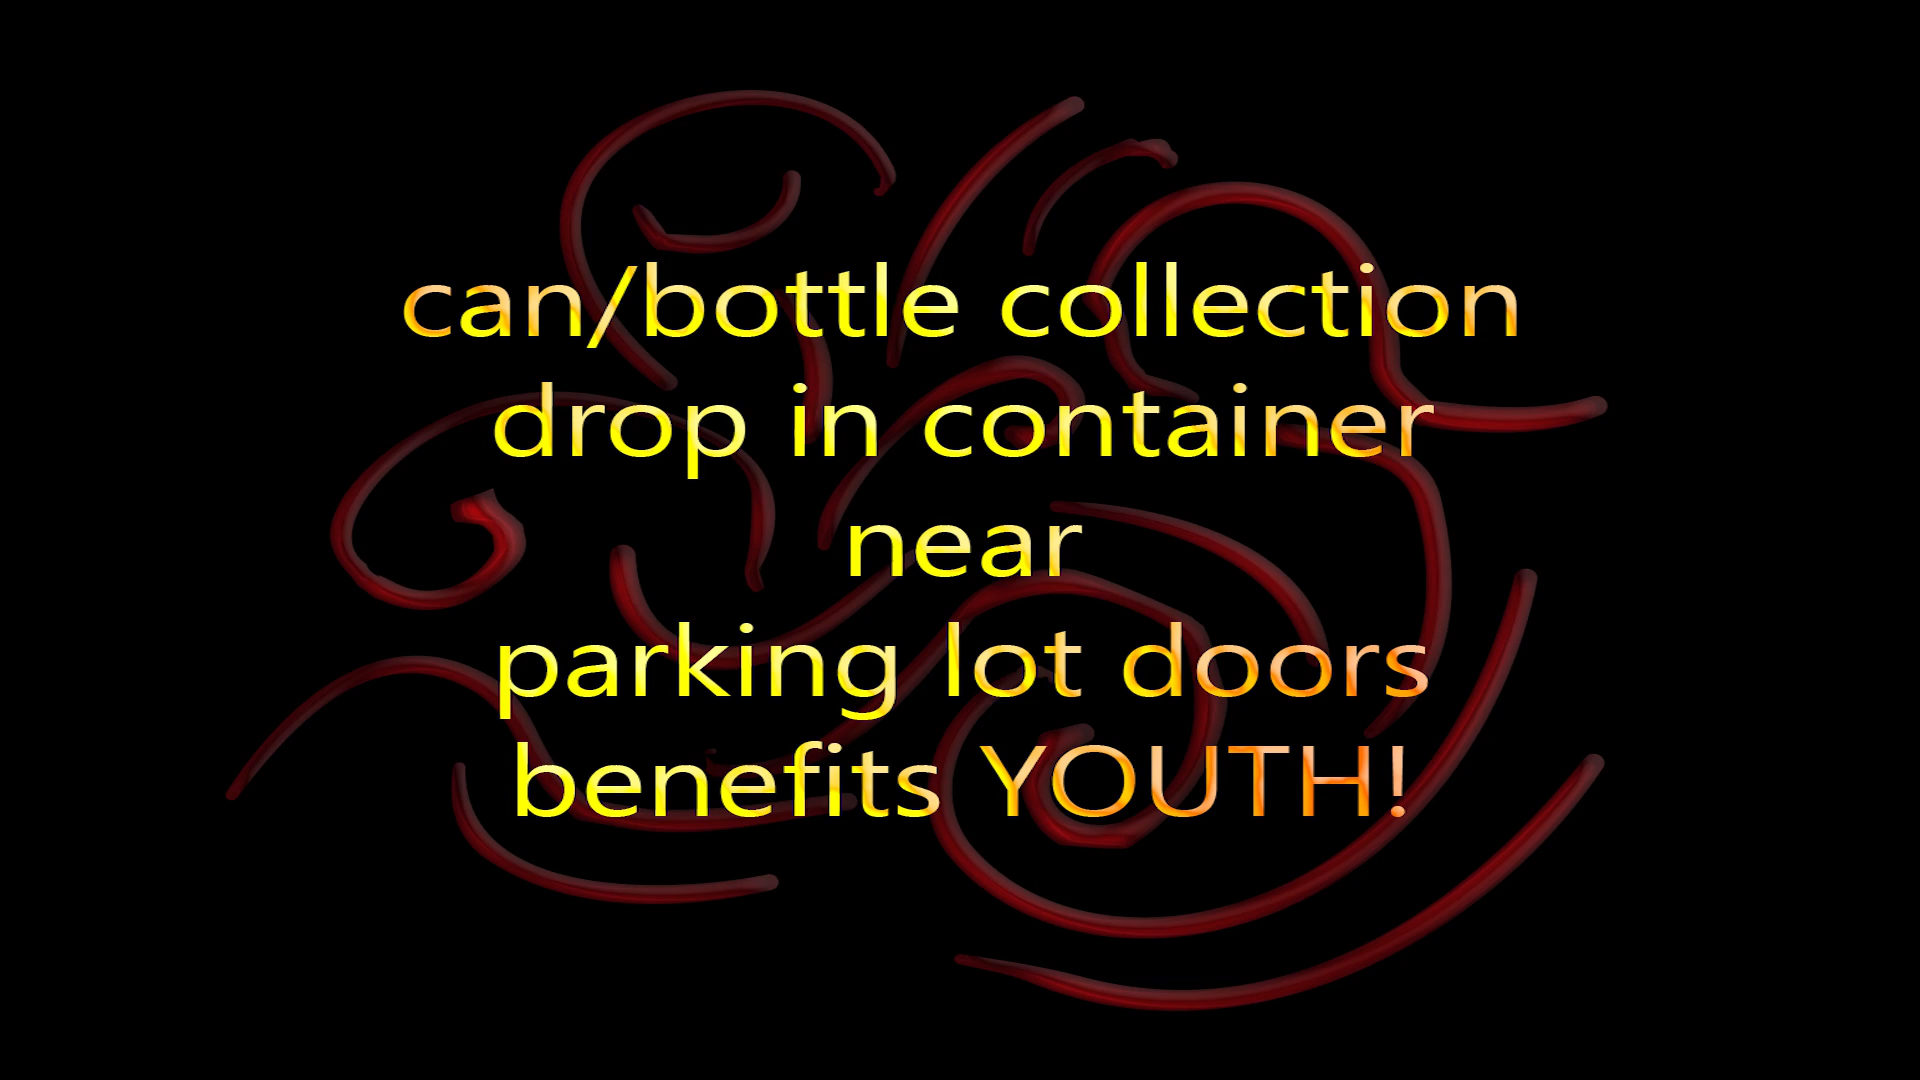 can/bottle collection
drop in container
near
parking lot doors
benefits YOUTH!